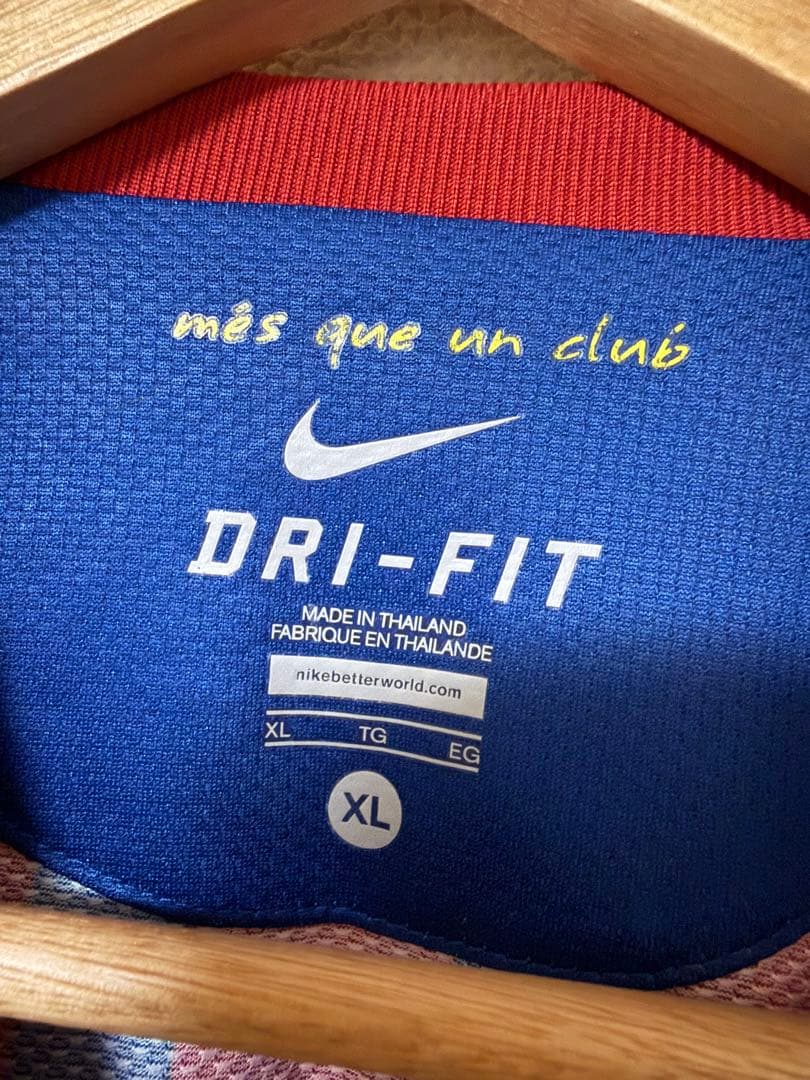 més que un club
DRI-FIT
MADE IN THAILAND
FABRIQUE EN THAILANDE
nikebetterworld.com
XL TG EG
XL